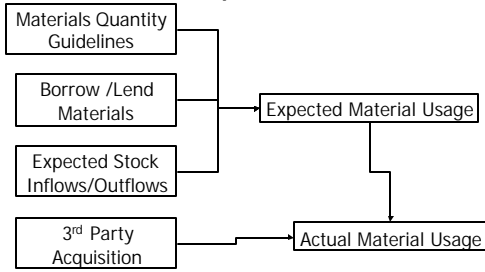 Materials Quantity
Guidelines
Borrow /Lend
Materials
Expected Material Usage
Expected Stock
Inflows/Outflows
3rd Party
Acquisition
Actual Material Usage